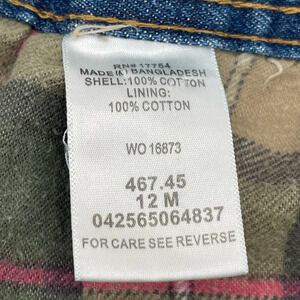 RN# 17754
MADE IN BANGLADESH
SHELL:100% COTTON
LINING:
100% COTTON
WO 16873
467.45
12 M
042565064837
FOR CARE SEE REVERSE